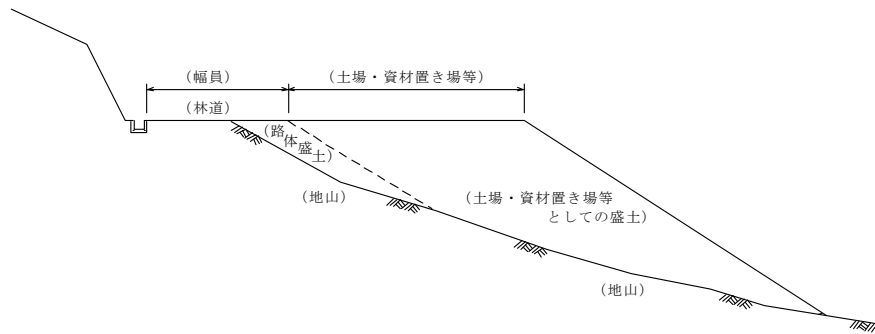 （幅員）
（土場・資材置き場等）
（林道）
（路体盛土）
（地山）
（土場・資材置き場等
としての盛土）
（地山）